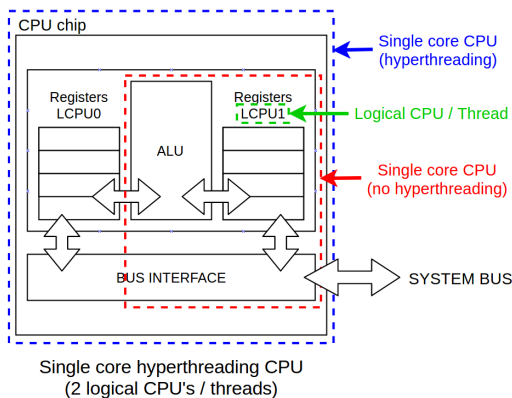 CPU chip
Single core CPU
(hyperthreading)
Registers
LCPU0
Registers
LCPU1
Logical CPU / Thread
ALU
Single core CPU
(no hyperthreading)
BUS INTERFACE
SYSTEM BUS
Single core hyperthreading CPU
(2 logical CPU's / threads)